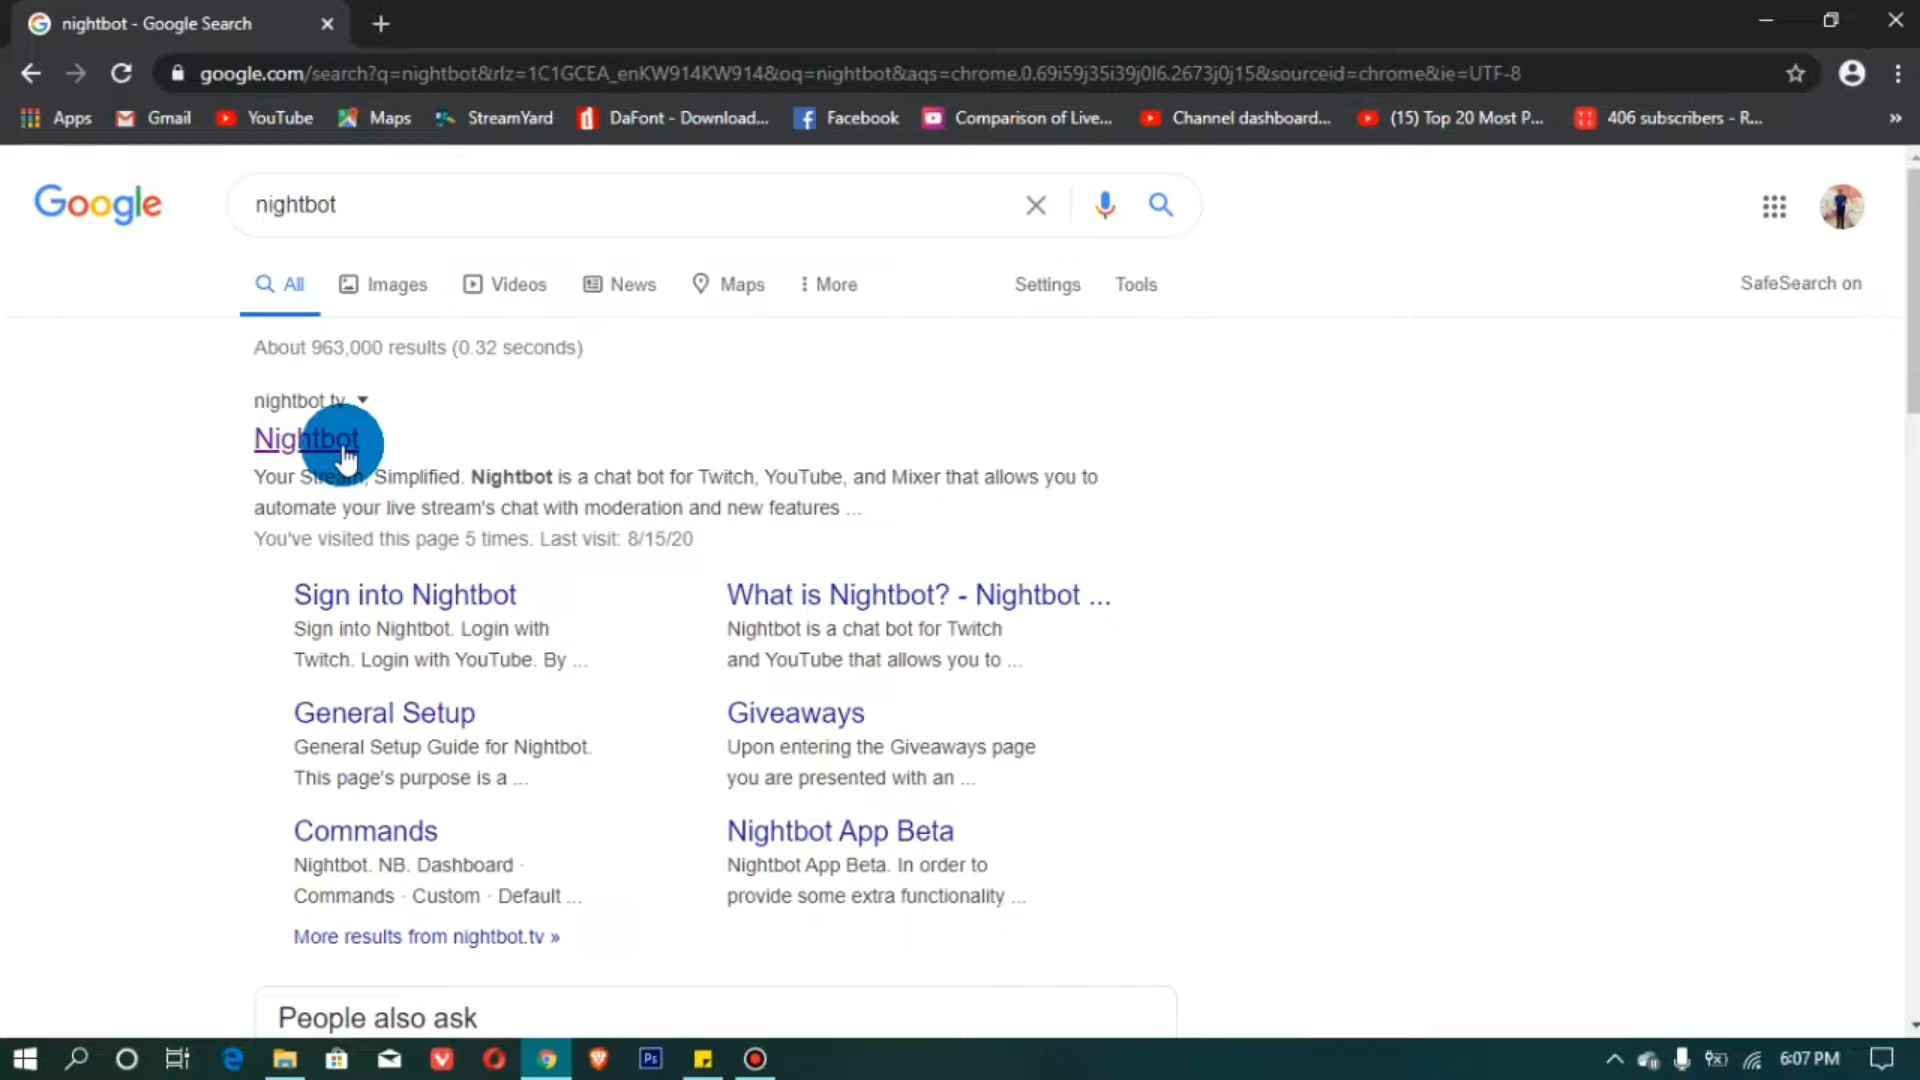 nightbot - Google Search
google.com/search?q=nightbot&rlz=1C1GCEA_enKW914KW914&oq=nightbot&aqs=chrome.0.69i59j35i39j0l6.2673j0j15&sourceid=chrome&ie=UTF-8
Apps Gmail YouTube Maps StreamYard DaFont - Download... Facebook Comparison of Live... Channel dashboard... (15) Top 20 Most P... 406 subscribers - R... »
Google nightbot
All Images Videos News Maps More Settings Tools SafeSearch on
About 963,000 results (0.32 seconds)
nightbot.tv
Nightbot
Your Stream, Simplified. Nightbot is a chat bot for Twitch, YouTube, and Mixer that allows you to
automate your live stream's chat with moderation and new features ...
You've visited this page 5 times. Last visit: 8/15/20
Sign into Nightbot
Sign into Nightbot. Login with
Twitch. Login with YouTube. By ...
What is Nightbot? - Nightbot ...
Nightbot is a chat bot for Twitch
and YouTube that allows you to ...
General Setup
General Setup Guide for Nightbot.
This page's purpose is a ...
Giveaways
Upon entering the Giveaways page
you are presented with an ...
Commands
Nightbot. NB. Dashboard ·
Commands · Custom · Default ...
Nightbot App Beta
Nightbot App Beta. In order to
provide some extra functionality ...
More results from nightbot.tv »
People also ask
Ps 6:07 PM